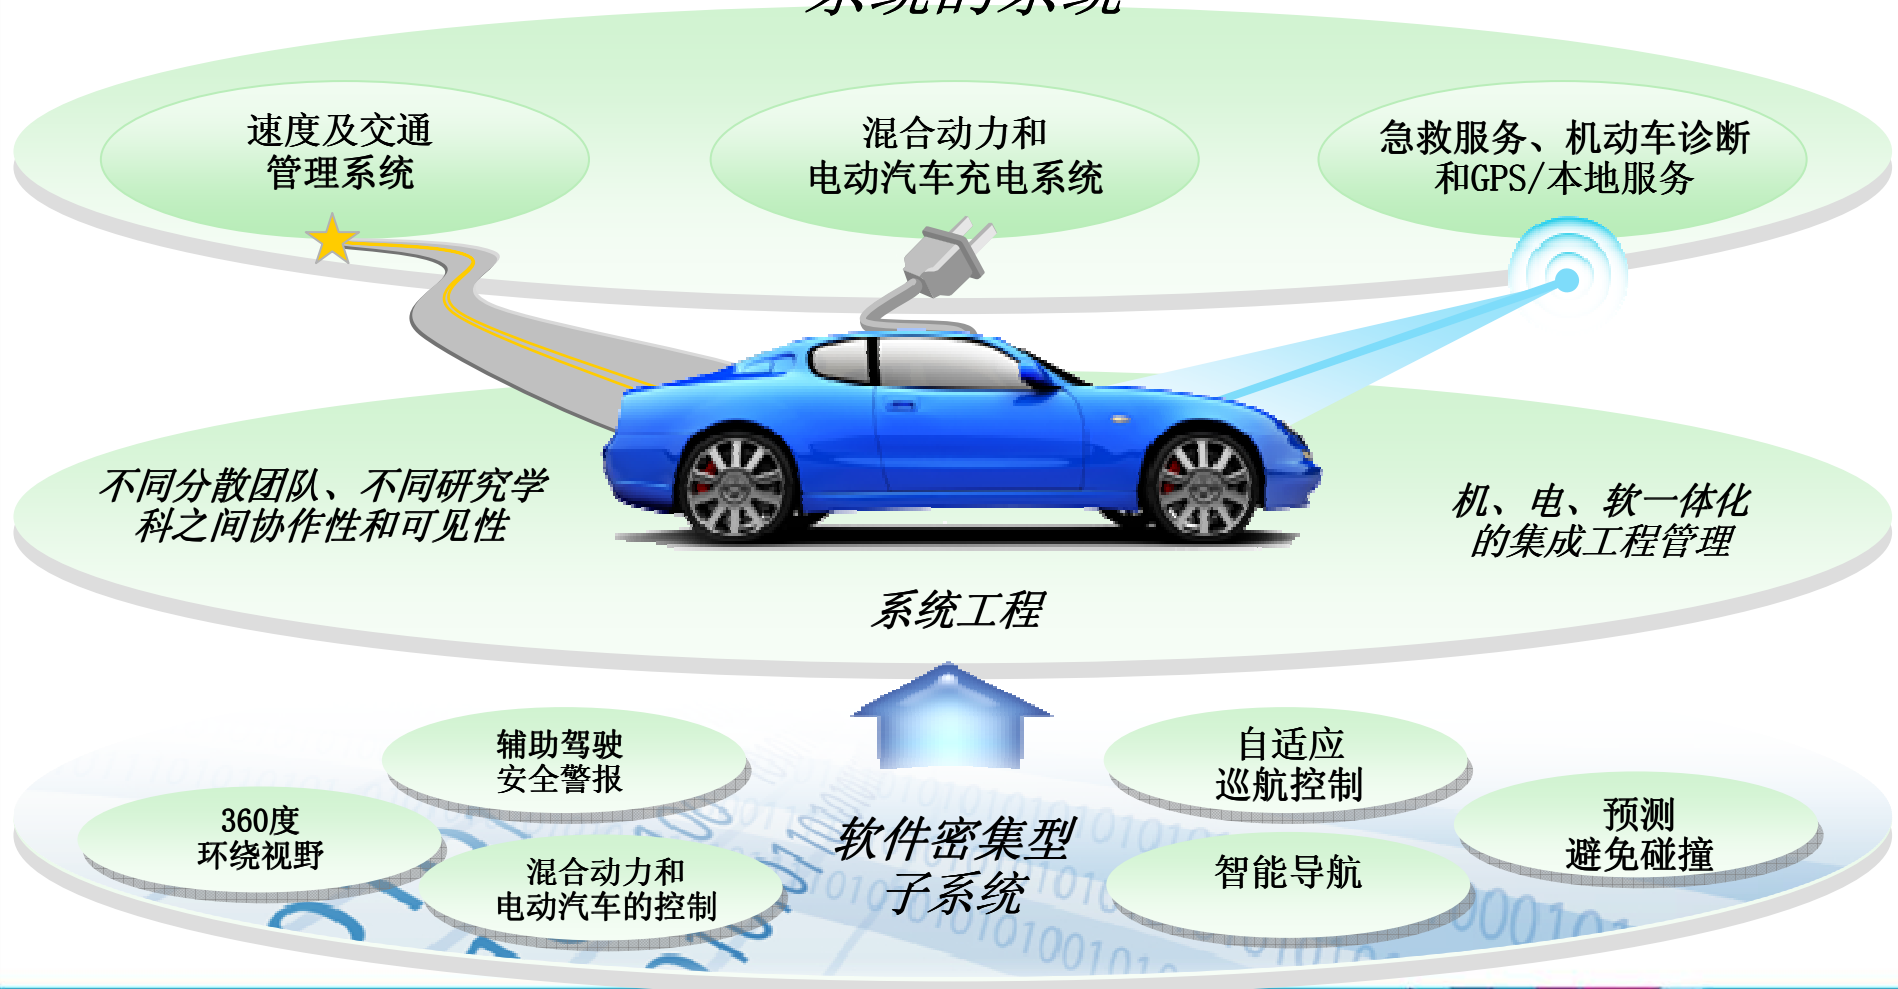 系统的系统
速度及交通
管理系统
混合动力和
电动汽车充电系统
急救服务、机动车诊断
和GPS/本地服务
不同分散团队、不同研究学
科之间协作性和可见性
机、电、软一体化
的集成工程管理
系统工程
辅助驾驶
安全警报
360度
环绕视野
混合动力和
电动汽车的控制
软件密集型
子系统
自适应
巡航控制
智能导航
预测
避免碰撞